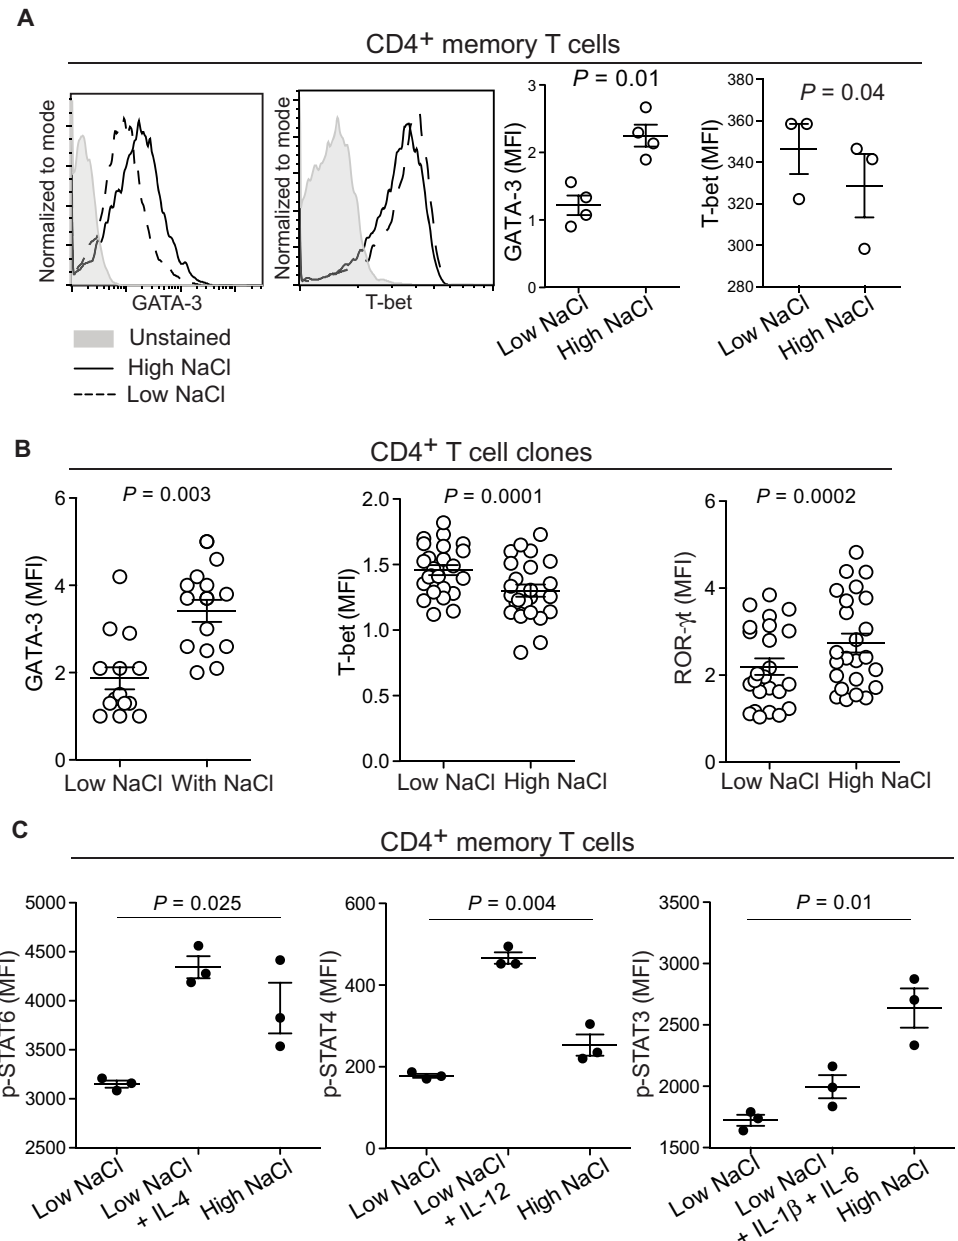 A
CD4+ memory T cells
Normalized to mode
GATA-3
Normalized to mode
T-bet
Unstained
High NaCl
Low NaCl
P = 0.01
GATA-3 (MFI)
3
2
1
0
Low NaCl
High NaCl
P = 0.04
T-bet (MFI)
380
360
340
320
300
280
Low NaCl
High NaCl
B
CD4+ T cell clones
P = 0.003
GATA-3 (MFI)
6
4
2
0
Low NaCl
With NaCl
P = 0.0001
T-bet (MFI)
2.0
1.5
1.0
0.5
0.0
Low NaCl
High NaCl
P = 0.0002
ROR-γt (MFI)
6
4
2
0
Low NaCl
High NaCl
C
CD4+ memory T cells
P = 0.025
p-STAT6 (MFI)
5000
4500
4000
3500
3000
2500
Low NaCl
Low NaCl
+ IL-4
High NaCl
P = 0.004
p-STAT4 (MFI)
600
400
200
0
Low NaCl
Low NaCl
+ IL-12
High NaCl
P = 0.01
p-STAT3 (MFI)
3500
3000
2500
2000
1500
Low NaCl
Low NaCl
+ IL-1β + IL-6
High NaCl